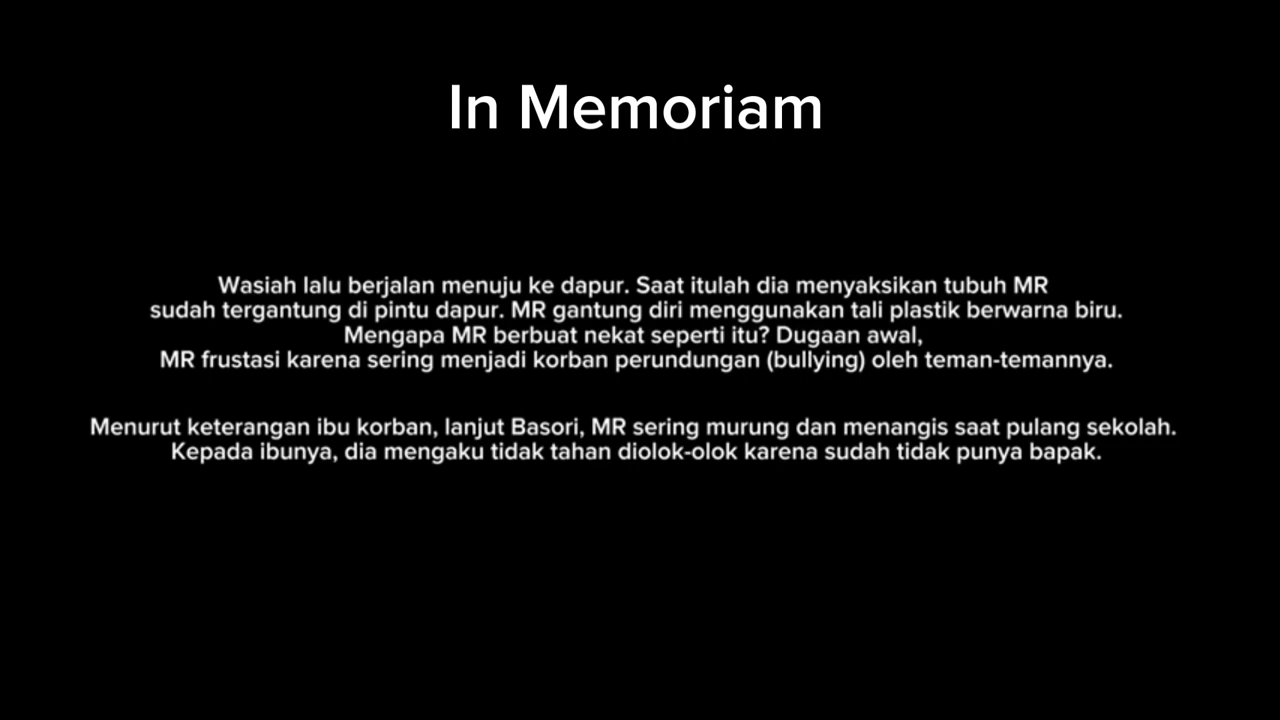 In Memoriam
Wasiah lalu berjalan menuju ke dapur. Saat itulah dia menyaksikan tubuh MR
sudah tergantung di pintu dapur. MR gantung diri menggunakan tali plastik berwarna biru.
Mengapa MR berbuat nekat seperti itu? Dugaan awal,
MR frustasi karena sering menjadi korban perundungan (bullying) oleh teman-temannya.
Menurut keterangan ibu korban, lanjut Basori, MR sering murung dan menangis saat pulang sekolah.
Kepada ibunya, dia mengaku tidak tahan diolok-olok karena sudah tidak punya bapak.